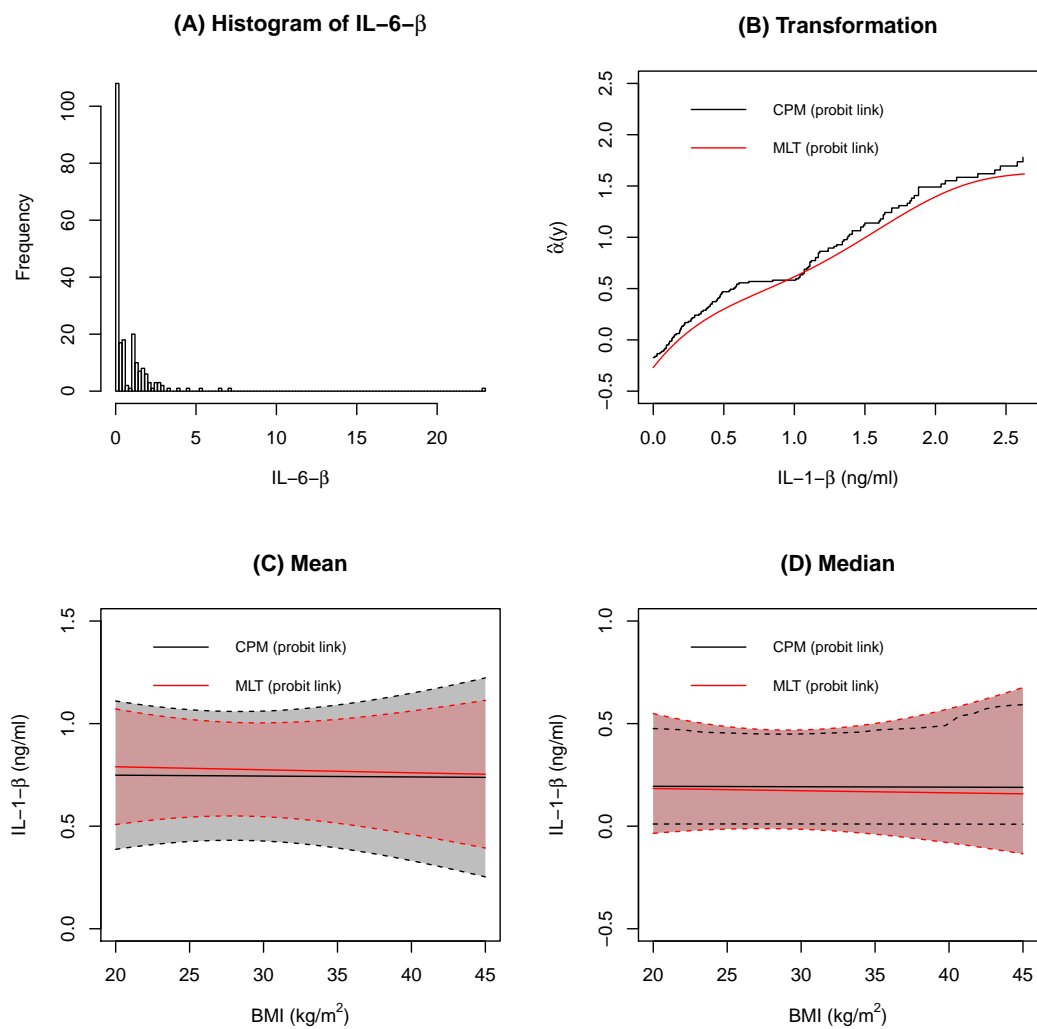 (A) Histogram of IL−6−β
Frequency
0 20 40 60 80 100
0 5 10 15 20
IL−6−β
(B) Transformation
α̂(y)
−0.5 0.0 0.5 1.0 1.5 2.0 2.5
CPM (probit link)
MLT (probit link)
0.0 0.5 1.0 1.5 2.0 2.5
IL−1−β (ng/ml)
(C) Mean
IL−1−β (ng/ml)
0.0 0.5 1.0 1.5
CPM (probit link)
MLT (probit link)
20 25 30 35 40 45
BMI (kg/m²)
(D) Median
IL−1−β (ng/ml)
−0.5 0.0 0.5 1.0
CPM (probit link)
MLT (probit link)
20 25 30 35 40 45
BMI (kg/m²)